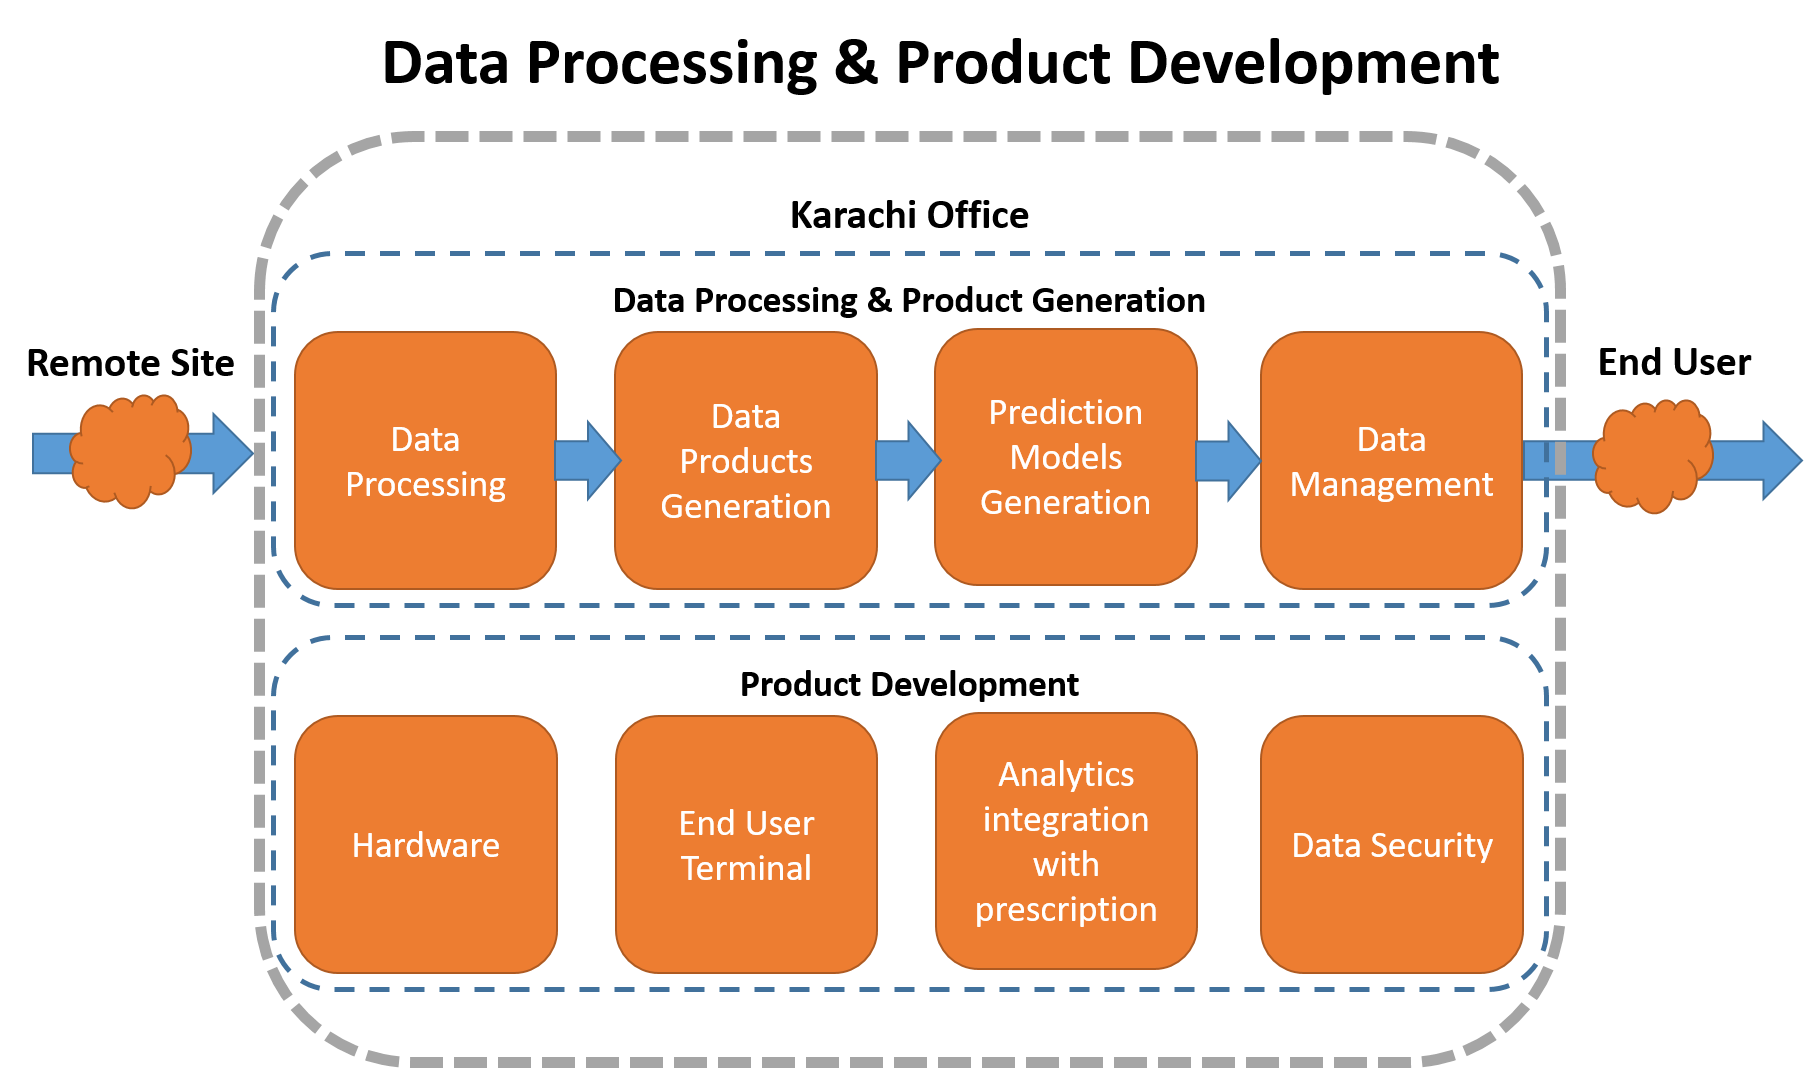 Data Processing & Product Development
Karachi Office
Data Processing & Product Generation
Remote Site
End User
Data
Processing
Data
Products
Generation
Prediction
Models
Generation
Data
Management
Product Development
Hardware
End User
Terminal
Analytics
integration
with
prescription
Data Security